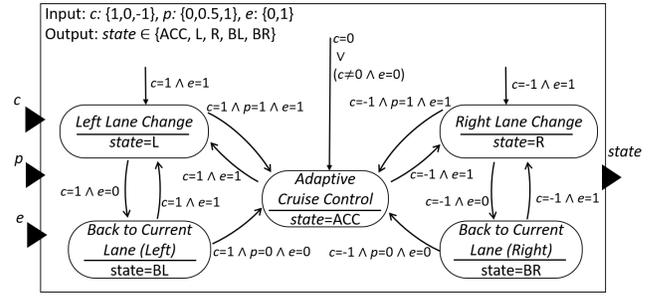 Input: c: {1,0,-1}, p: {0,0.5,1}, e: {0,1}
Output: state ∈ {ACC, L, R, BL, BR}
c=0
∨
(c≠0 ∧ e=0)
c=1 ∧ e=1
c=-1 ∧ e=1
c
c=1 ∧ p=1 ∧ e=1
c=-1 ∧ p=1 ∧ e=1
Left Lane Change
state=L
Right Lane Change
state=R
p
state
c=1 ∧ e=1
Adaptive
Cruise Control
state=ACC
c=-1 ∧ e=1
c=1 ∧ e=0
c=1 ∧ e=1
c=-1 ∧ e=0
c=-1 ∧ e=1
e
Back to Current
Lane (Left)
state=BL
c=1 ∧ p=0 ∧ e=0
c=-1 ∧ p=0 ∧ e=0
Back to Current
Lane (Right)
state=BR